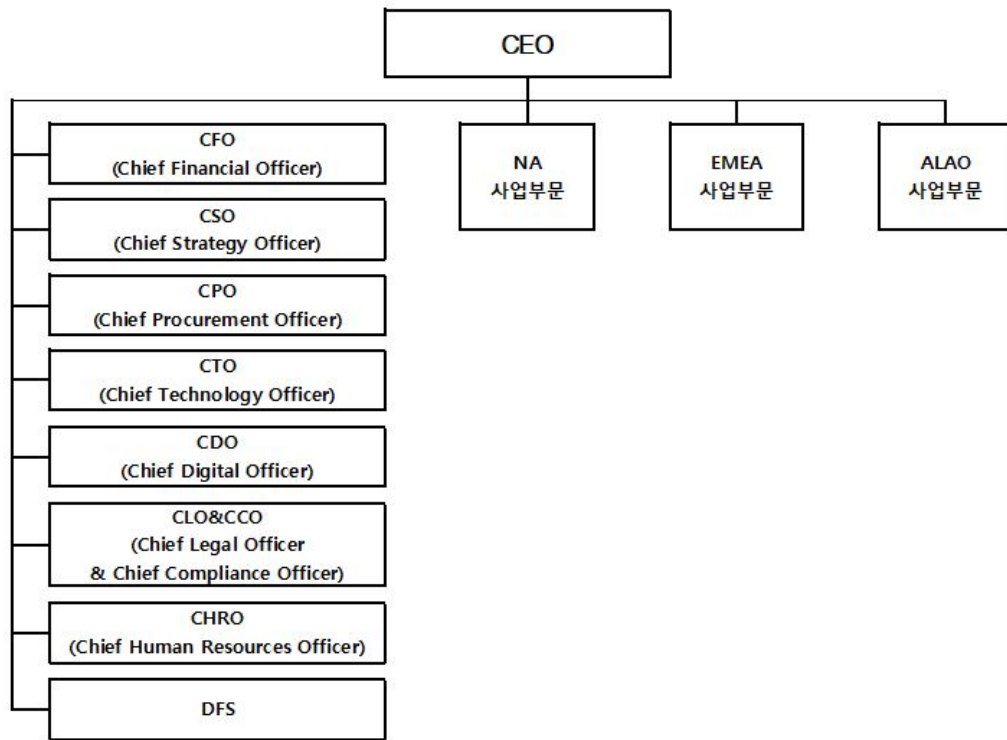 CEO
CFO
(Chief Financial Officer)
CSO
(Chief Strategy Officer)
CPO
(Chief Procurement Officer)
CTO
(Chief Technology Officer)
CDO
(Chief Digital Officer)
CLO&CCO
(Chief Legal Officer
& Chief Compliance Officer)
CHRO
(Chief Human Resources Officer)
DFS
NA
사업부문
EMEA
사업부문
ALAO
사업부문